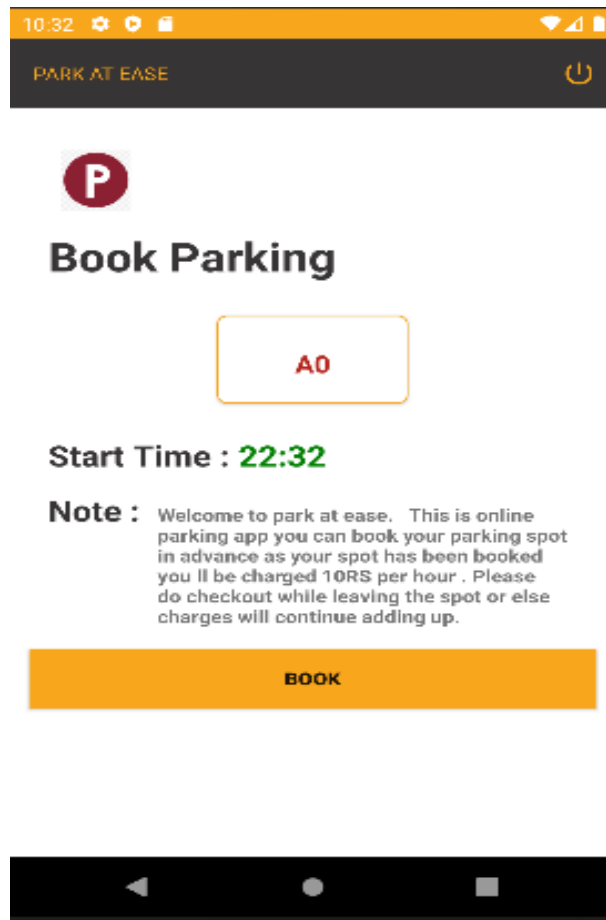 10:32
PARK AT EASE
P
Book Parking
A0
Start Time : 22:32
Note : Welcome to park at ease. This is online
parking app you can book your parking spot
in advance as your spot has been booked
you ll be charged 10RS per hour . Please
do checkout while leaving the spot or else
charges will continue adding up.
BOOK